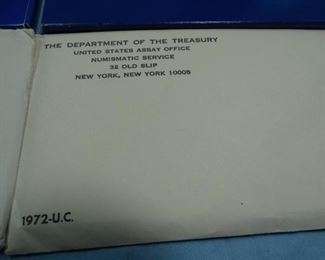 THE DEPARTMENT OF THE TREASURY
UNITED STATES ASSAY OFFICE
NUMISMATIC SERVICE
32 OLD SLIP
NEW YORK, NEW YORK 10005
1972-U.C.